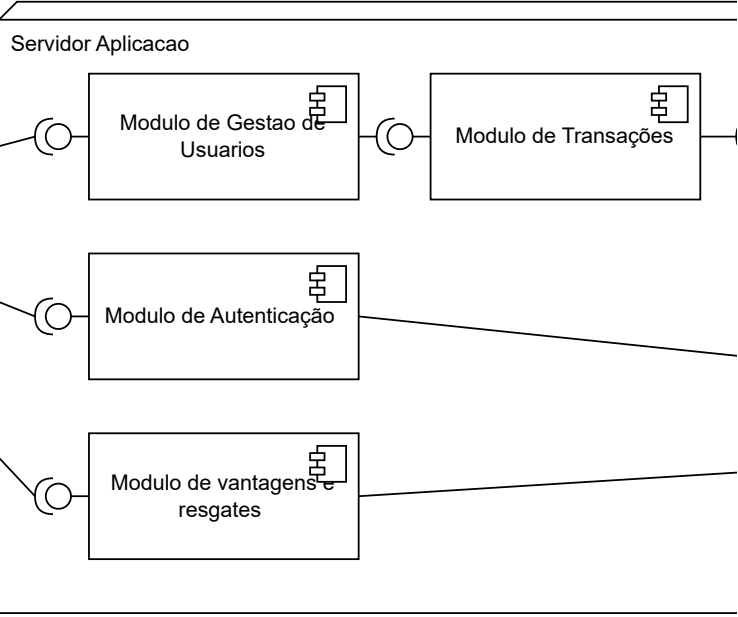 Servidor Aplicacao
Modulo de Gestao de
Usuarios
Modulo de Transações
Modulo de Autenticação
Modulo de vantagens e
resgates